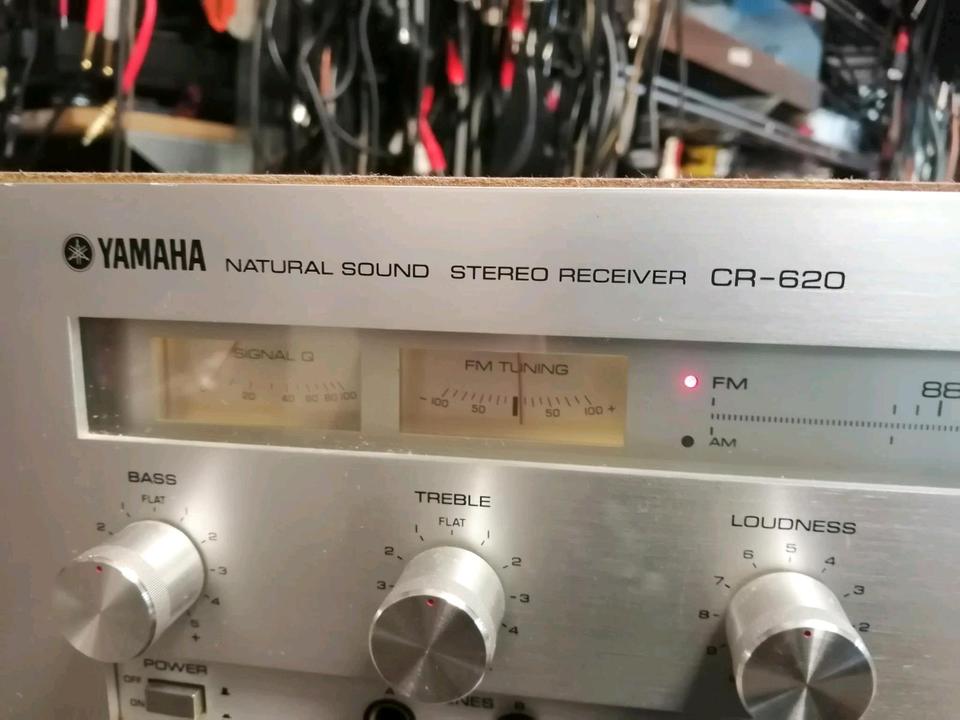 YAMAHA NATURAL SOUND STEREO RECEIVER CR-620
SIGNAL Q
20 40 60 80 100
FM TUNING
- 100 50 50 100 +
FM 88
AM
BASS
FLAT
2 2
3
4
5
+
TREBLE
FLAT
2 2
3 3
4
LOUDNESS
5
6 4
7 3
8 2
9
POWER
OFF
ON
A B